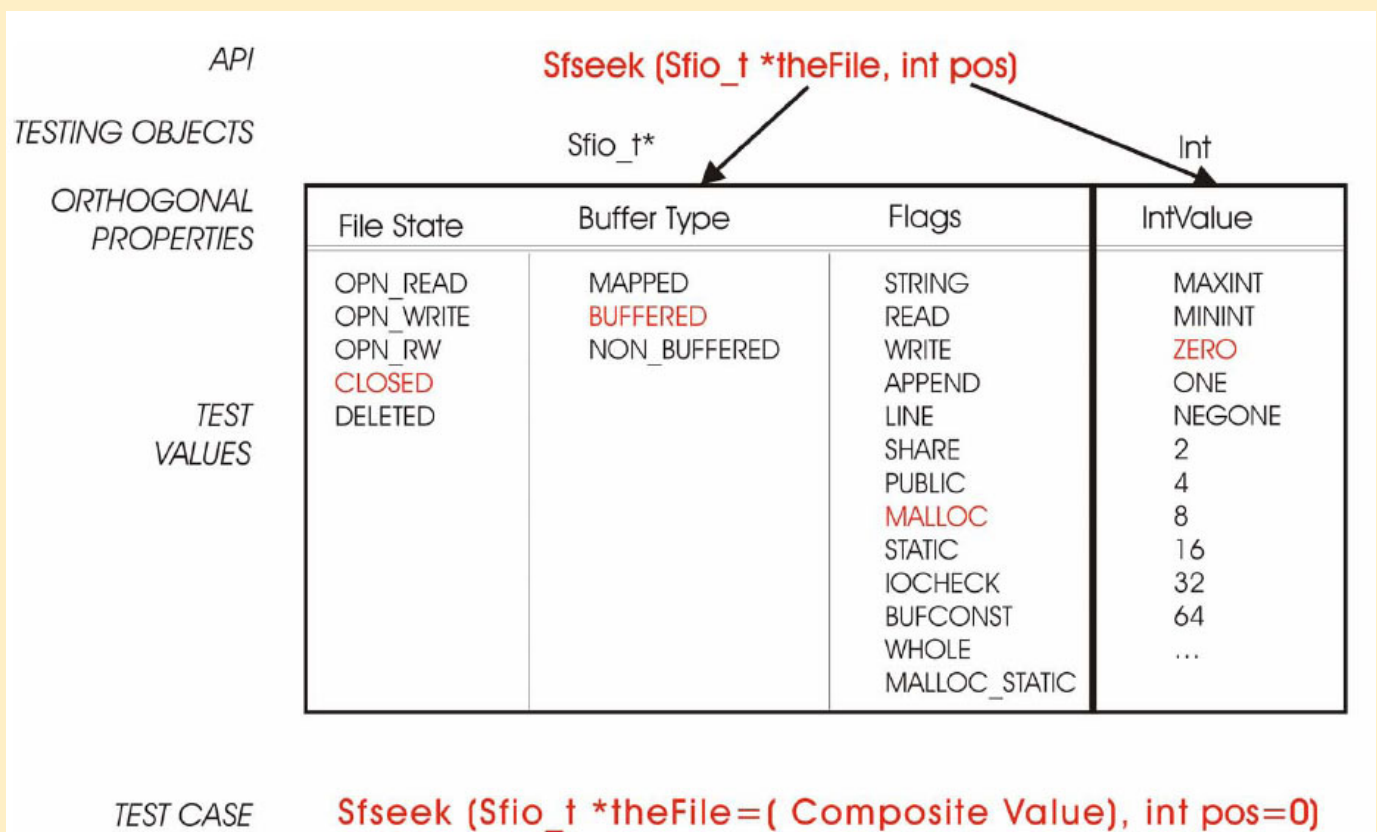 API
Sfseek (Sfio_t *theFile, int pos)
TESTING OBJECTS
Sfio_t*
Int
ORTHOGONAL
PROPERTIES
File State
Buffer Type
Flags
IntValue
TEST
VALUES
OPN_READ
OPN_WRITE
OPN_RW
CLOSED
DELETED
MAPPED
BUFFERED
NON_BUFFERED
STRING
READ
WRITE
APPEND
LINE
SHARE
PUBLIC
MALLOC
STATIC
IOCHECK
BUFCONST
WHOLE
MALLOC_STATIC
MAXINT
MININT
ZERO
ONE
NEGONE
2
4
8
16
32
64
...
TEST CASE
Sfseek (Sfio_t *theFile=( Composite Value), int pos=0)